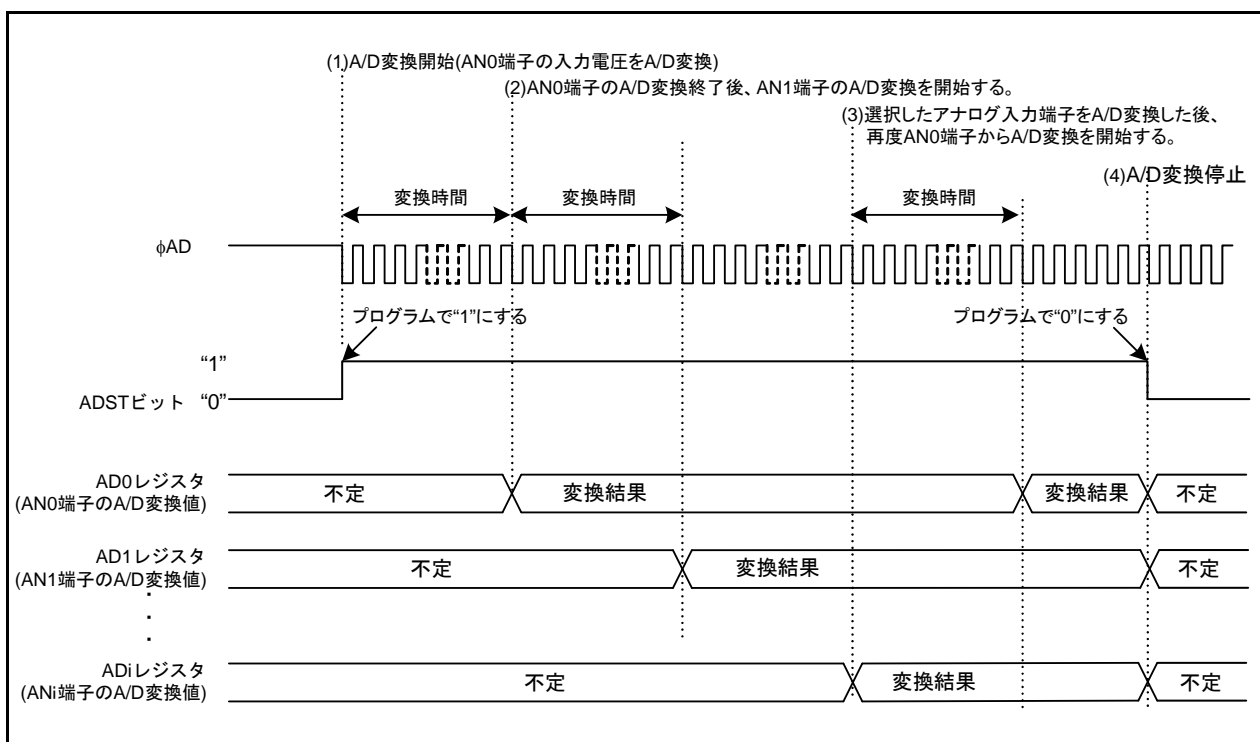 (1)A/D変換開始(AN0端子の入力電圧をA/D変換)
(2)AN0端子のA/D変換終了後、AN1端子のA/D変換を開始する。
(3)選択したアナログ入力端子をA/D変換した後、
再度AN0端子からA/D変換を開始する。
(4)A/D変換停止
変換時間
変換時間
変換時間
φAD
プログラムで“1”にする
プログラムで“0”にする
“1”
ADSTビット “0”
AD0レジスタ
(AN0端子のA/D変換値)
不定
変換結果
変換結果
不定
AD1レジスタ
(AN1端子のA/D変換値)
不定
変換結果
不定
ADiレジスタ
(ANi端子のA/D変換値)
不定
変換結果
不定